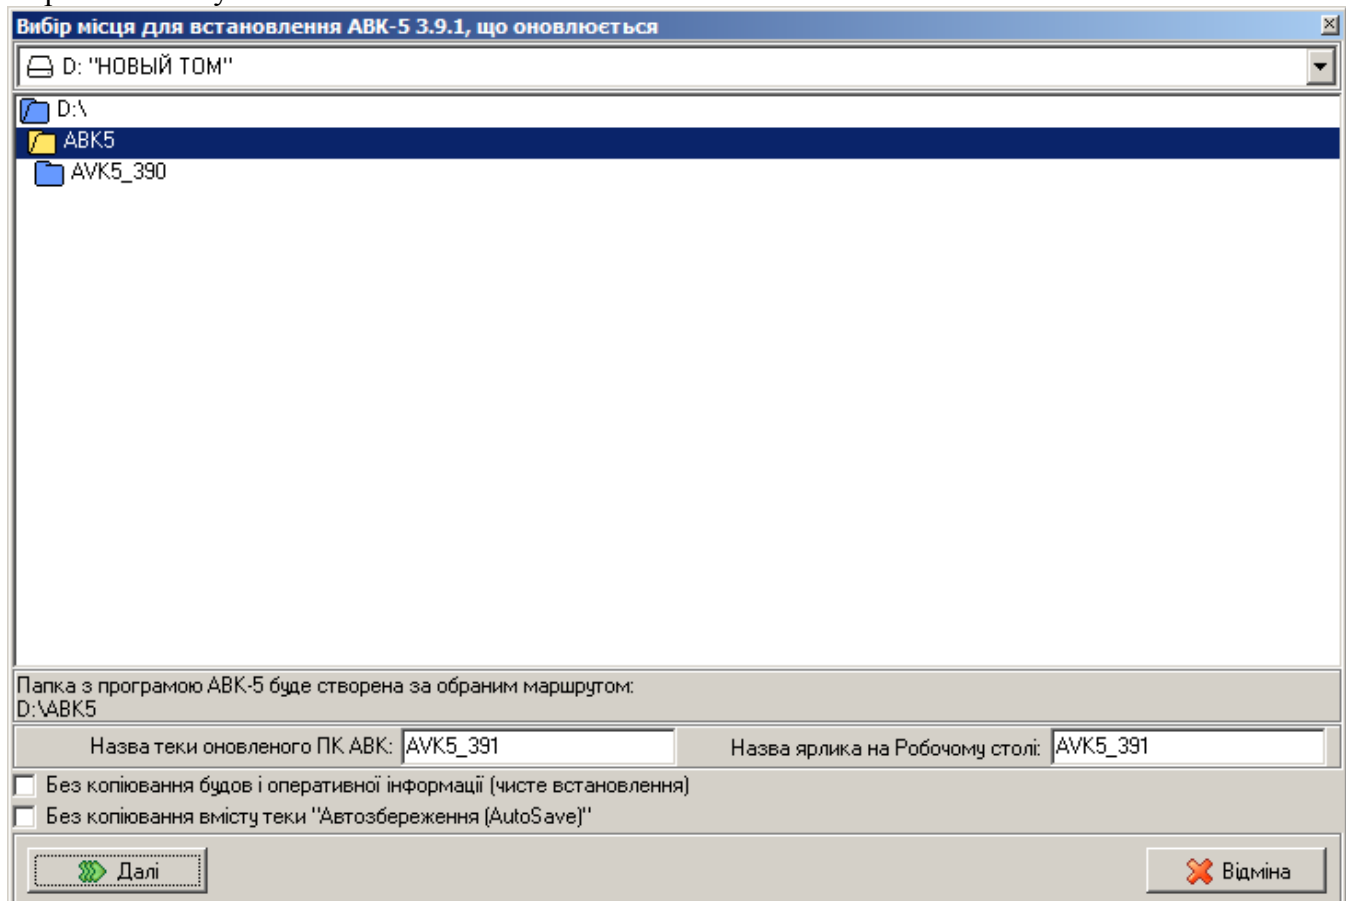 Вибір місця для встановлення АВК-5 3.9.1, що оновлюється
D: "НОВЫЙ ТОМ"
D:\
АВК5
AVK5_390
Папка з програмою АВК-5 буде створена за обраним маршрутом:
D:\АВК5
Назва теки оновленого ПК АВК: AVK5_391 Назва ярлика на Робочому столі: AVK5_391
Без копіювання будов і оперативної інформації (чисте встановлення)
Без копіювання вмісту теки "Автозбереження (AutoSave)"
Далі Відміна